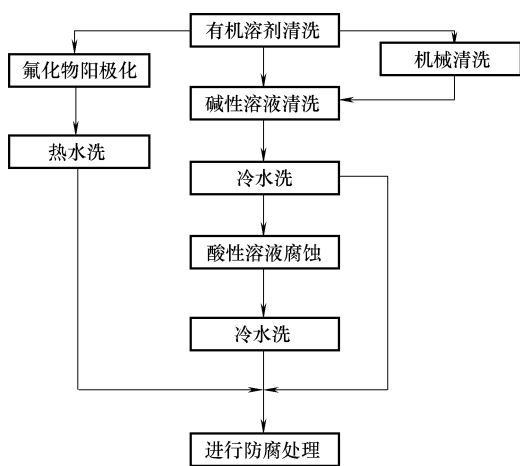 有机溶剂清洗
氟化物阳极化
机械清洗
碱性溶液清洗
热水洗
冷水洗
酸性溶液腐蚀
冷水洗
进行防腐处理